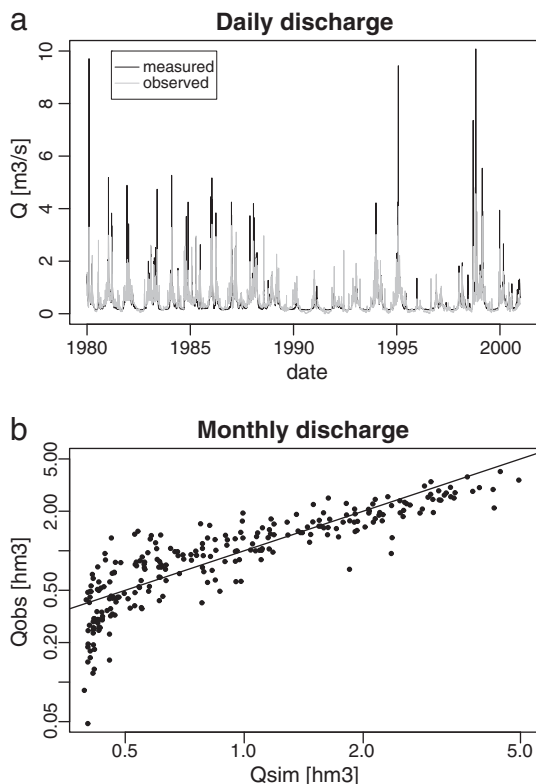 a
Daily discharge
measured
observed
Q [m3/s]
10
8
6
4
2
0
1980 1985 1990 1995 2000
date
b
Monthly discharge
Qobs [hm3]
5.00
2.00
0.50
0.20
0.05
0.5 1.0 2.0 5.0
Qsim [hm3]